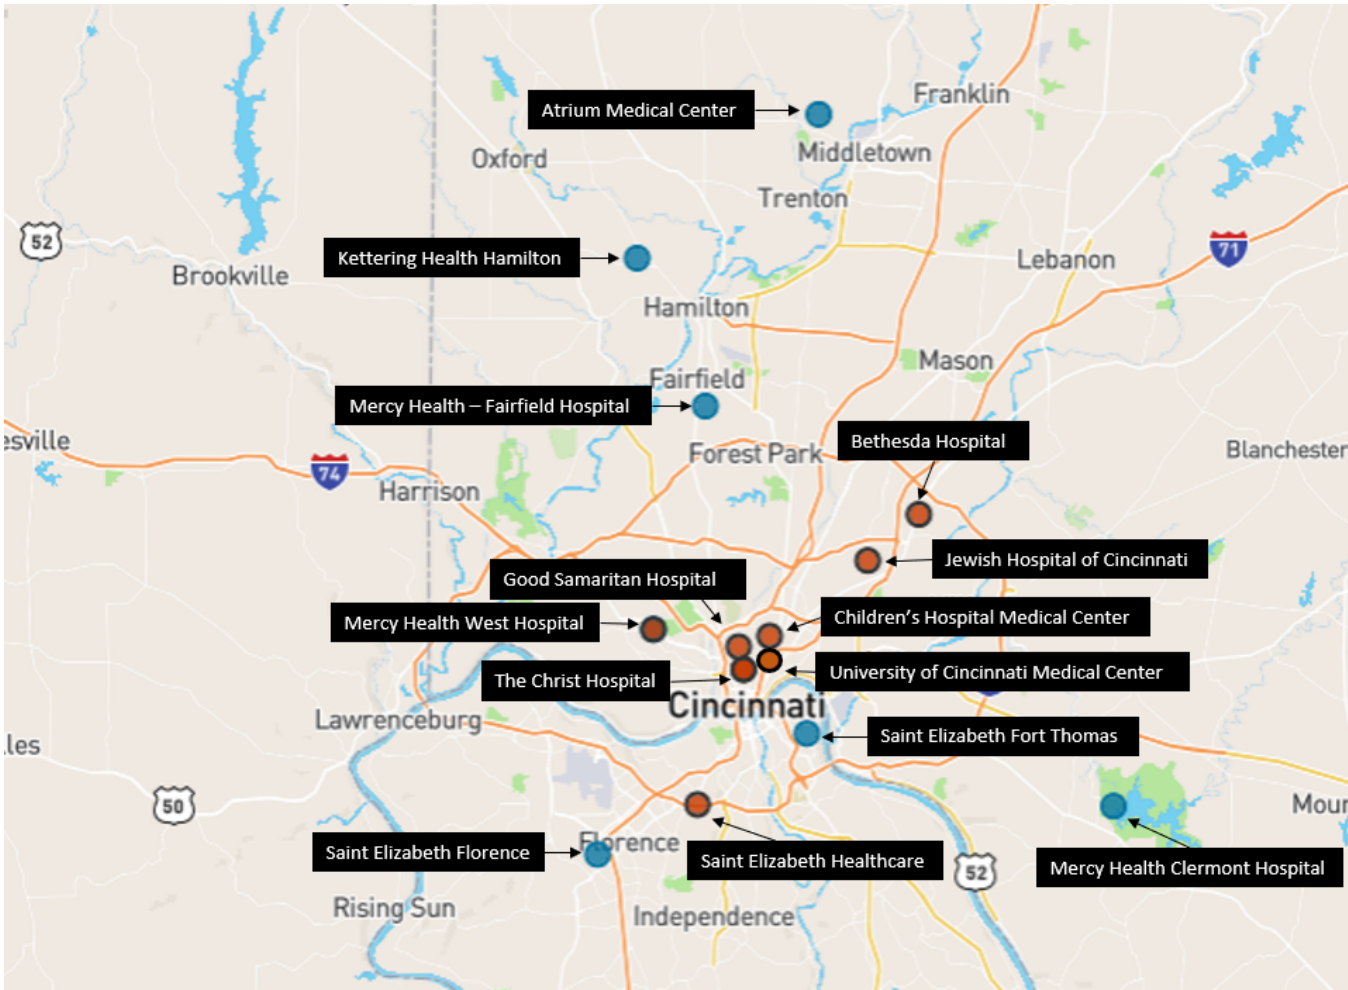 Franklin
Atrium Medical Center
Middletown
Oxford
Trenton
52
71
Kettering Health Hamilton
Lebanon
Brookville
Hamilton
Mason
Fairfield
Mercy Health – Fairfield Hospital
Bethesda Hospital
esville
Forest Park
Blanchester
74
Harrison
Jewish Hospital of Cincinnati
Good Samaritan Hospital
Children's Hospital Medical Center
Mercy Health West Hospital
University of Cincinnati Medical Center
The Christ Hospital
Cincinnati
Lawrenceburg
Saint Elizabeth Fort Thomas
les
50
Mour
Florence
Saint Elizabeth Florence
Saint Elizabeth Healthcare
Mercy Health Clermont Hospital
52
Rising Sun
Independence